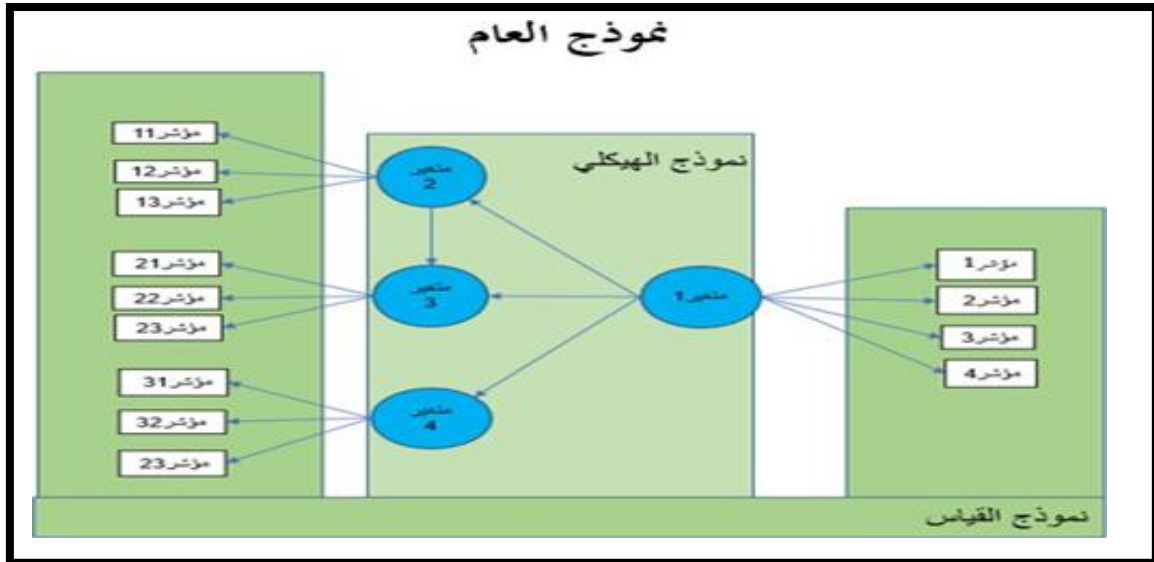 نموذج العام
نموذج الهيكلي
مؤشر1
مؤشر2
مؤشر3
مؤشر4
متغير1
متغير
2
متغير
3
متغير
4
مؤشر11
مؤشر12
مؤشر13
مؤشر21
مؤشر22
مؤشر23
مؤشر31
مؤشر32
مؤشر23
نموذج القياس